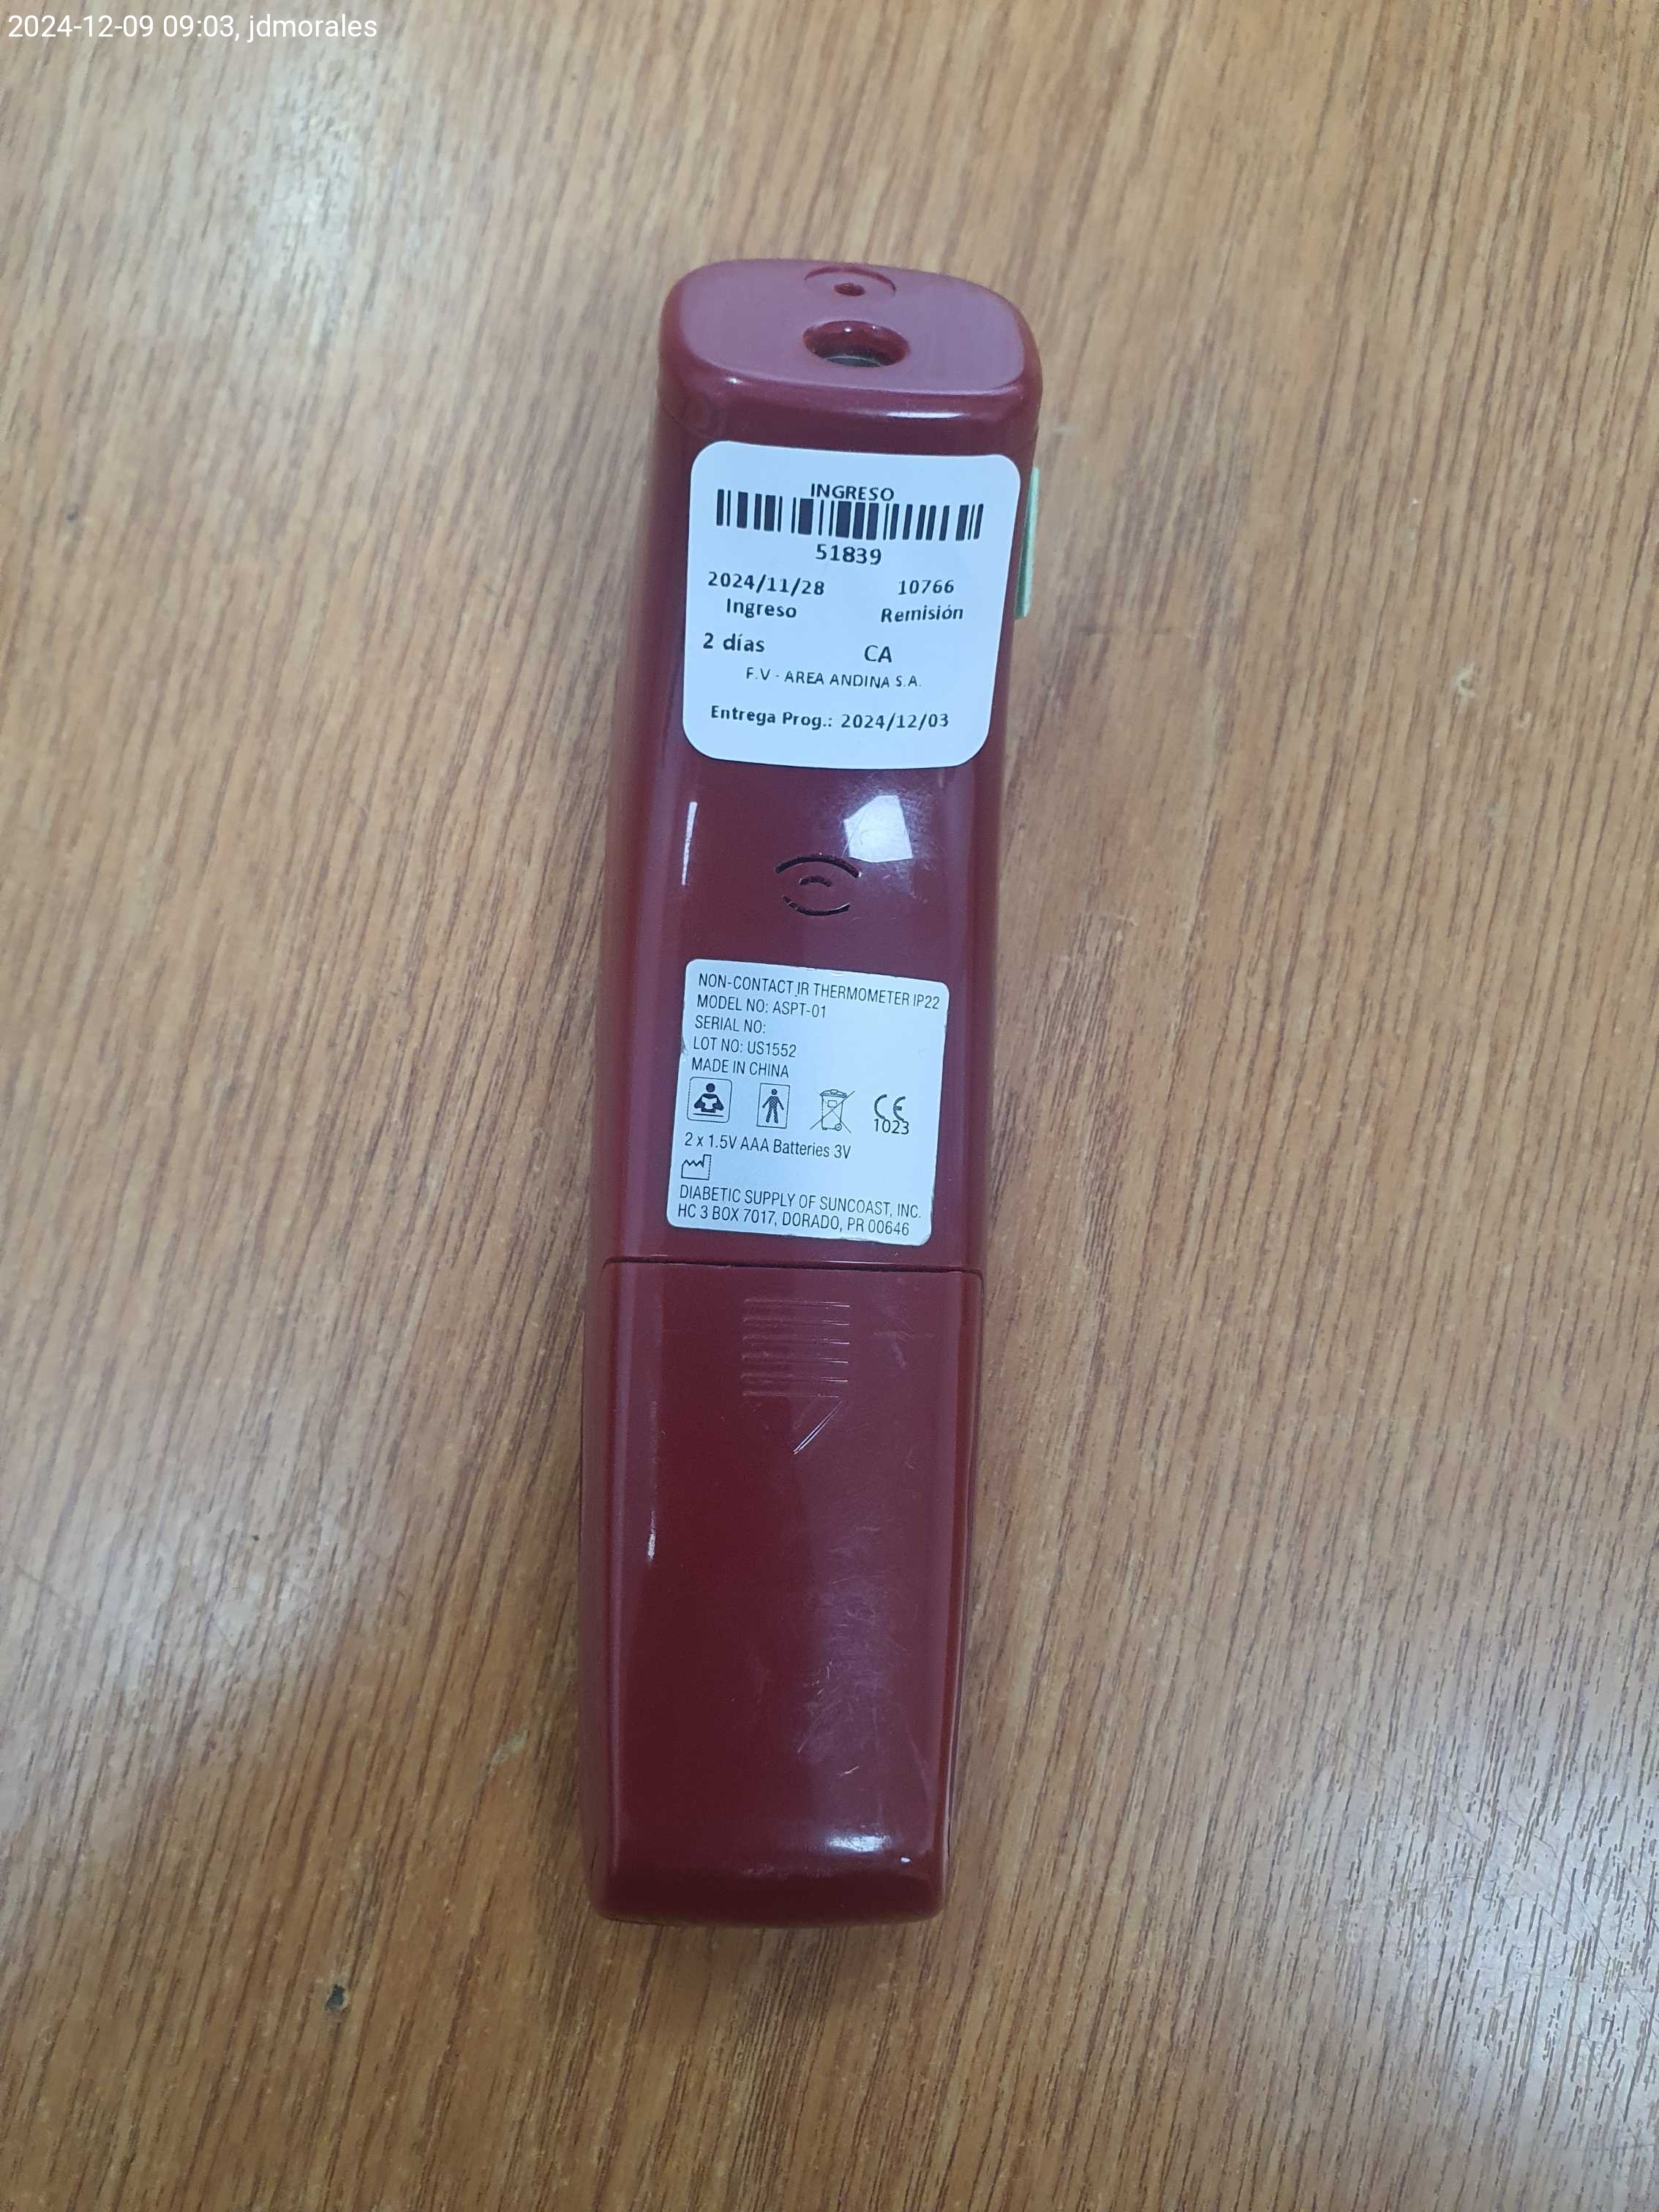 2024-12-09 09:03, jdmorales
INGRESO
51839
2024/11/28 10766
Ingreso Remisión
2 días CA
F.V - AREA ANDINA S.A.
Entrega Prog.: 2024/12/03
NON-CONTACT IR THERMOMETER IP22
MODEL NO: ASPT-01
SERIAL NO:
LOT NO: US1552
MADE IN CHINA
CE
1023
2 x 1.5V AAA Batteries 3V
DIABETIC SUPPLY OF SUNCOAST, INC.
HC 3 BOX 7017, DORADO, PR 00646